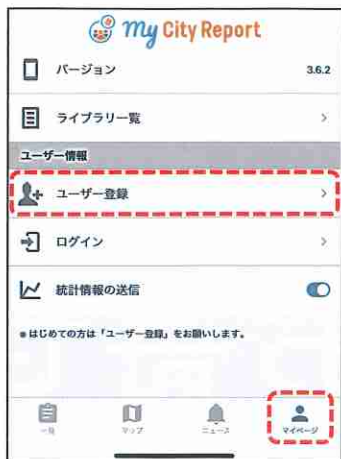 My City Report
バージョン 3.6.2
ライブラリ一覧
ユーザー情報
ユーザー登録
ログイン
統計情報の送信
※はじめての方は「ユーザー登録」をお願いします。
一覧 マップ ニュース マイページ